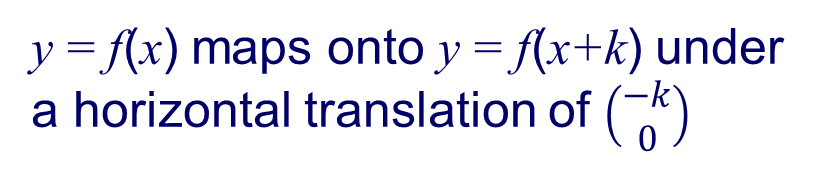 y = f(x) maps onto y = f(x+k) under
a horizontal translation of (−k
0)